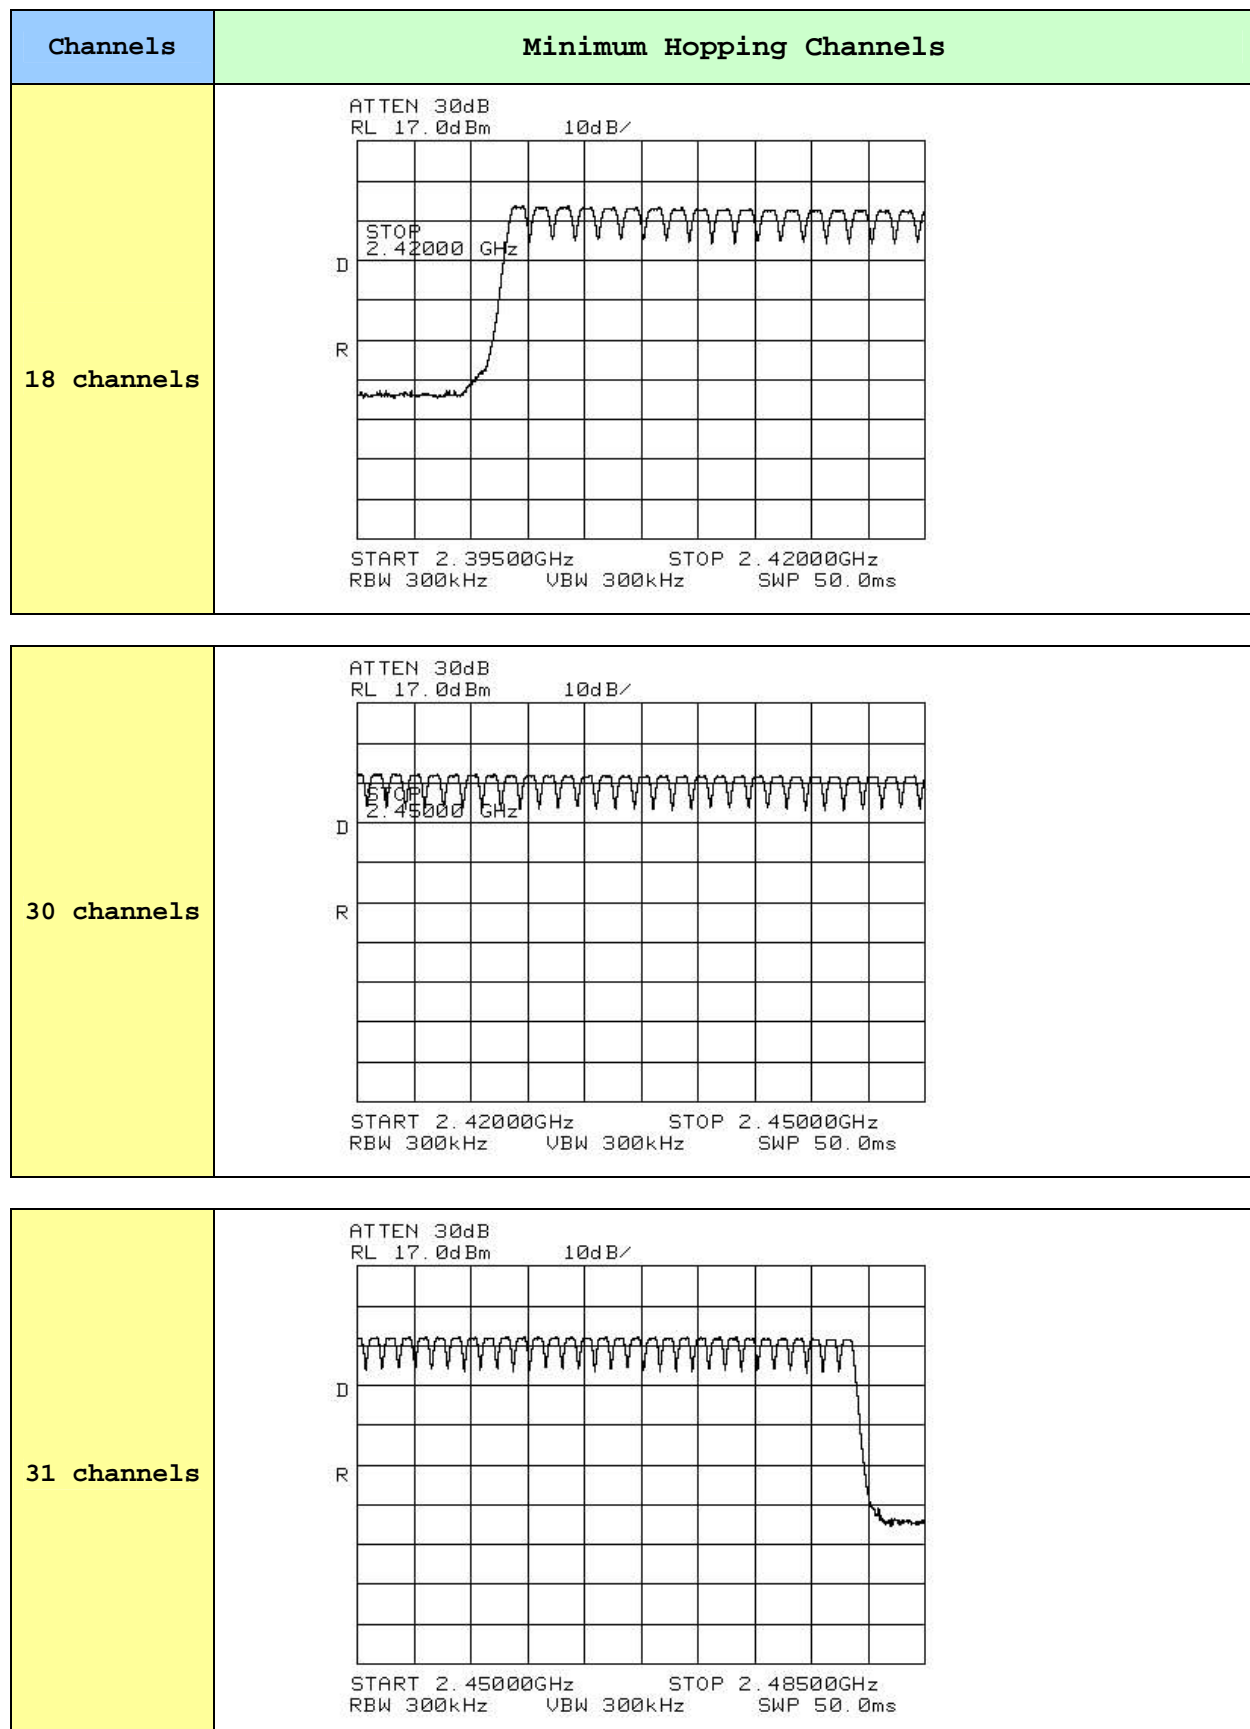 Channels
Minimum Hopping Channels
18 channels
ATTEN 30dB
RL 17.0dBm 10dB/
STOP
2.42000 GHz
D
R
START 2.39500GHz STOP 2.42000GHz
RBW 300kHz VBW 300kHz SWP 50.0ms
30 channels
ATTEN 30dB
RL 17.0dBm 10dB/
STOP
2.45000 GHz
D
R
START 2.42000GHz STOP 2.45000GHz
RBW 300kHz VBW 300kHz SWP 50.0ms
31 channels
ATTEN 30dB
RL 17.0dBm 10dB/
D
R
START 2.45000GHz STOP 2.48500GHz
RBW 300kHz VBW 300kHz SWP 50.0ms